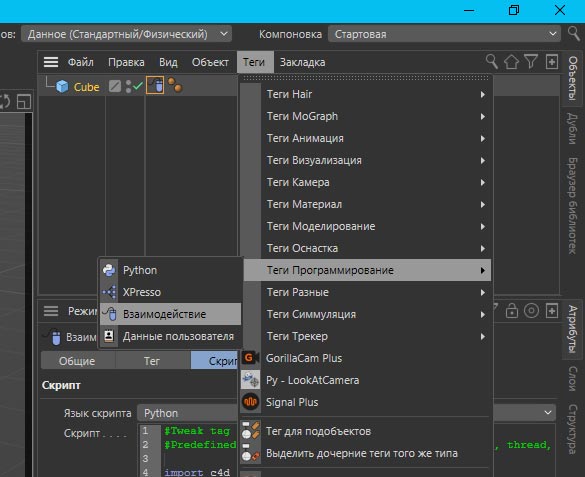 ов: Данное (Стандартный/Физический) Компоновка Стартовая
Файл Правка Вид Объект Теги Закладка
Cube
Теги Hair
Теги MoGraph
Теги Анимация
Теги Визуализация
Теги Камера
Теги Материал
Теги Моделирование
Теги Оснастка
Теги Программирование
Теги Разные
Теги Симмуляция
Теги Трекер
GorillaCam Plus
Py - LookAtCamera
Signal Plus
Тег для подобъектов
Выделить дочерние теги того же типа
Python
XPresso
Взаимодействие
Данные пользователя
Режи
Взаим
Общие Тег Скрип
Скрипт
Язык скрипта Python
Скрипт . . . .
1 #Tweak tag
2 #Predefined , thread,
3
4 import c4d
Объекты
Дубли
Браузер библиотек
Атрибуты
Слои
Структура